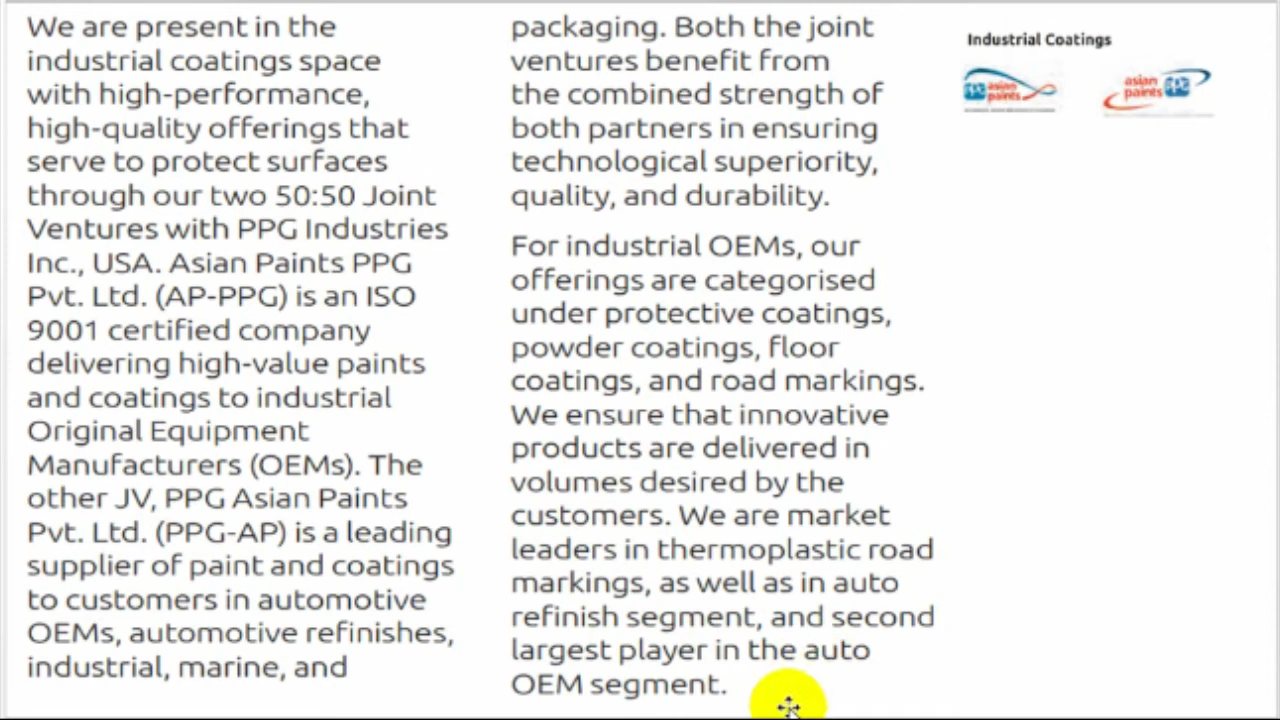 We are present in the
industrial coatings space
with high-performance,
high-quality offerings that
serve to protect surfaces
through our two 50:50 Joint
Ventures with PPG Industries
Inc., USA. Asian Paints PPG
Pvt. Ltd. (AP-PPG) is an ISO
9001 certified company
delivering high-value paints
and coatings to industrial
Original Equipment
Manufacturers (OEMs). The
other JV, PPG Asian Paints
Pvt. Ltd. (PPG-AP) is a leading
supplier of paint and coatings
to customers in automotive
OEMs, automotive refinishes,
industrial, marine, and
packaging. Both the joint
ventures benefit from
the combined strength of
both partners in ensuring
technological superiority,
quality, and durability.
For industrial OEMs, our
offerings are categorised
under protective coatings,
powder coatings, floor
coatings, and road markings.
We ensure that innovative
products are delivered in
volumes desired by the
customers. We are market
leaders in thermoplastic road
markings, as well as in auto
refinish segment, and second
largest player in the auto
OEM segment.
Industrial Coatings
PPG asian
paints
asian
paints PPG